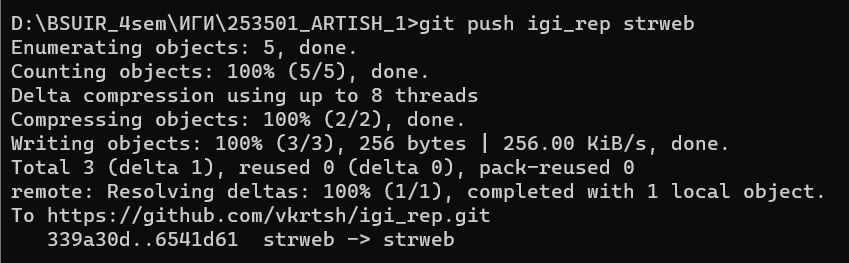 D:\BSUIR_4sem\ИГИ\253501_ARTISH_1>git push igi_rep strweb
Enumerating objects: 5, done.
Counting objects: 100% (5/5), done.
Delta compression using up to 8 threads
Compressing objects: 100% (2/2), done.
Writing objects: 100% (3/3), 256 bytes | 256.00 KiB/s, done.
Total 3 (delta 1), reused 0 (delta 0), pack-reused 0
remote: Resolving deltas: 100% (1/1), completed with 1 local object.
To https://github.com/vkrtsh/igi_rep.git
   339a30d..6541d61  strweb -> strweb